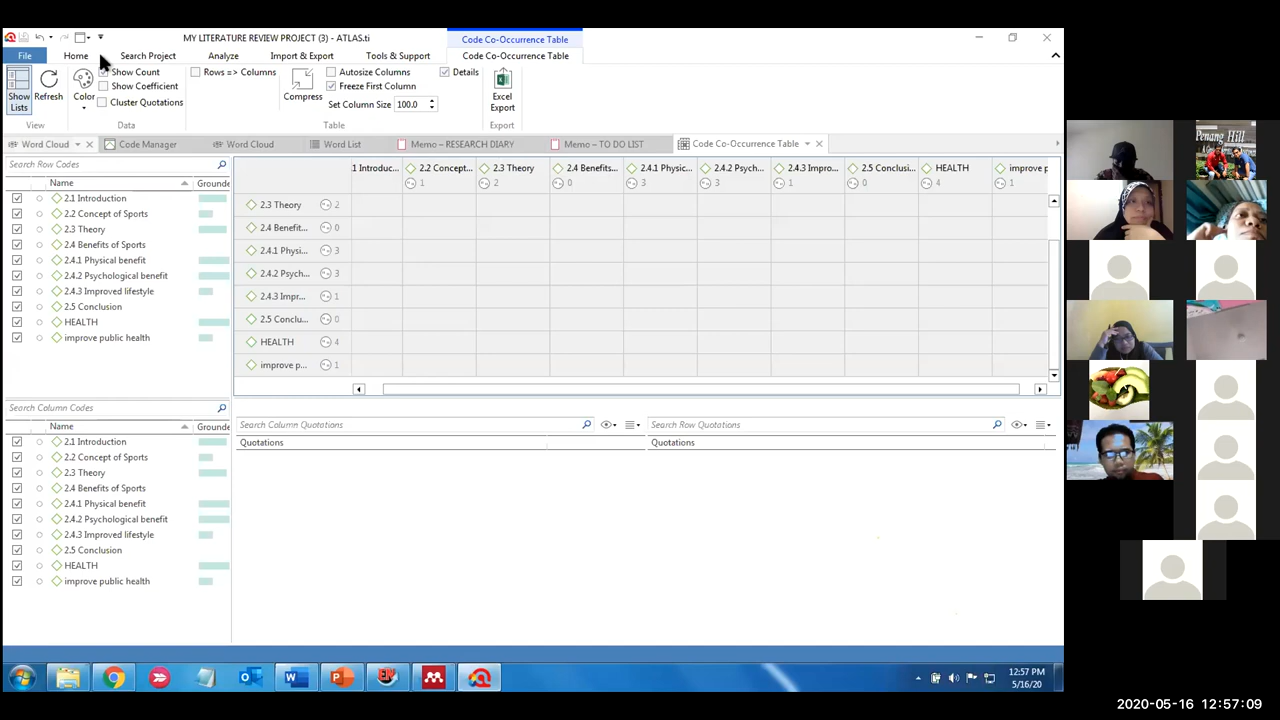 MY LITERATURE REVIEW PROJECT (3) - ATLAS.ti
Code Co-Occurrence Table
File Home Search Project Analyze Import & Export Tools & Support Code Co-Occurrence Table
Show Lists
Refresh
Color
Show Count
Show Coefficient
Cluster Quotations
Rows => Columns
Compress
Autosize Columns
Freeze First Column
Set Column Size 100.0
Details
Excel Export
View Data Table Export
Word Cloud Code Manager Word Cloud Word List Memo – RESEARCH DIAR Memo – TO DO LIST Code Co-Occurrence Table
Search Row Codes
Name Grounde
2.1 Introduction
2.2 Concept of Sports
2.3 Theory
2.4 Benefits of Sports
2.4.1 Physical benefit
2.4.2 Psychological benefit
2.4.3 Improved lifestyle
2.5 Conclusion
HEALTH
improve public health
Search Column Codes
Name Grounde
2.1 Introduction
2.2 Concept of Sports
2.3 Theory
2.4 Benefits of Sports
2.4.1 Physical benefit
2.4.2 Psychological benefit
2.4.3 Improved lifestyle
2.5 Conclusion
HEALTH
improve public health
1 Introduc... 2.2 Concept... 2.3 Theory 2.4 Benefits... 2.4.1 Physic... 2.4.2 Psych... 2.4.3 Impro... 2.5 Conclusi... HEALTH improve p
1 2 0 3 3 1 0 4 1
2.3 Theory 2
2.4 Benefit... 0
2.4.1 Physi... 3
2.4.2 Psych... 3
2.4.3 Impr... 1
2.5 Conclu... 0
HEALTH 4
improve p... 1
Search Column Quotations
Quotations
Search Row Quotations
Quotations
12:57 PM
5/16/20
Penang Hill
2020-05-16 12:57:09